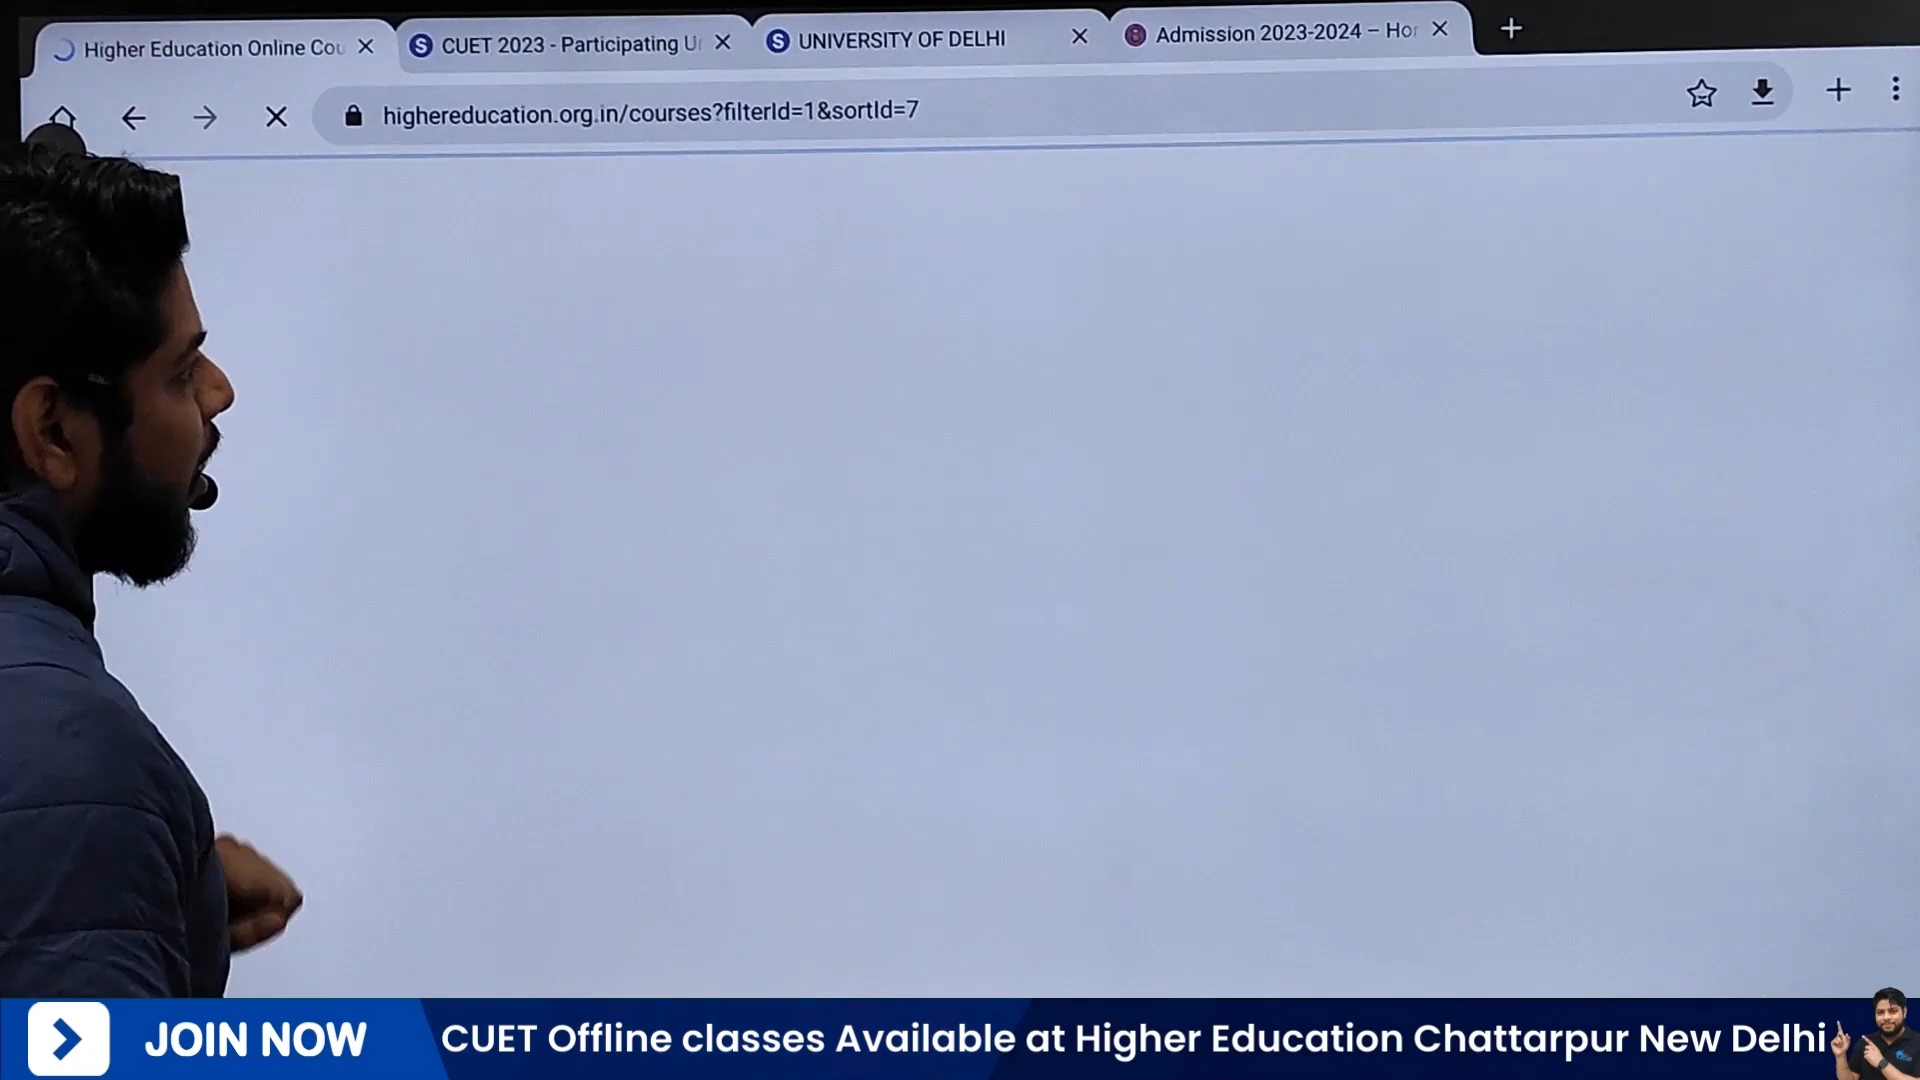 Higher Education Online Cou
CUET 2023 - Participating U
UNIVERSITY OF DELHI
Admission 2023-2024 – Ho
highereducation.org.in/courses?filterId=1&sortId=7
JOIN NOW
CUET Offline classes Available at Higher Education Chattarpur New Delhi